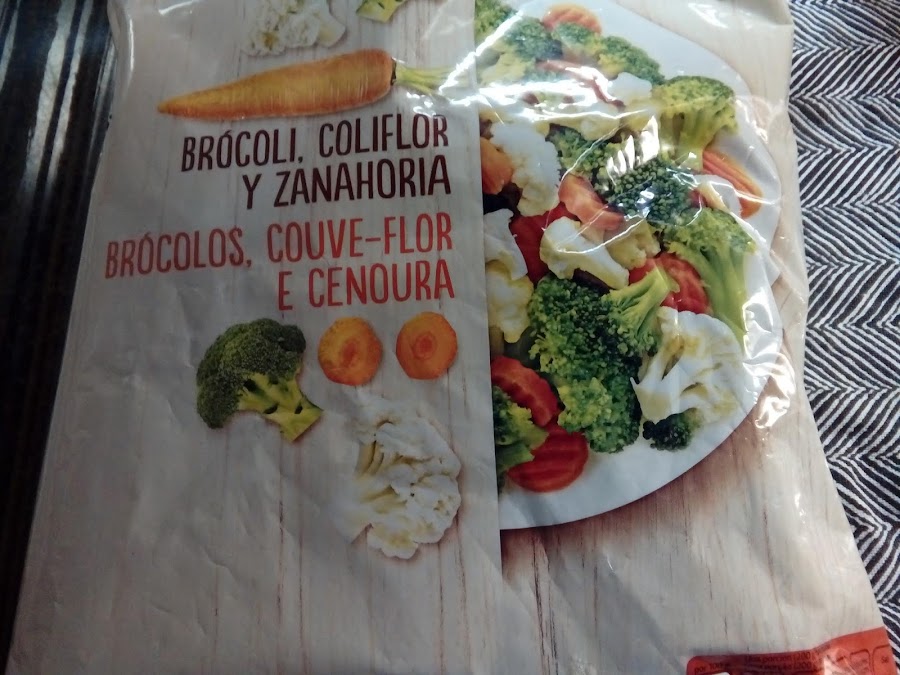 BRÓCOLI, COLIFLOR
Y ZANAHORIA
BRÓCOLOS, COUVE-FLOR
E CENOURA